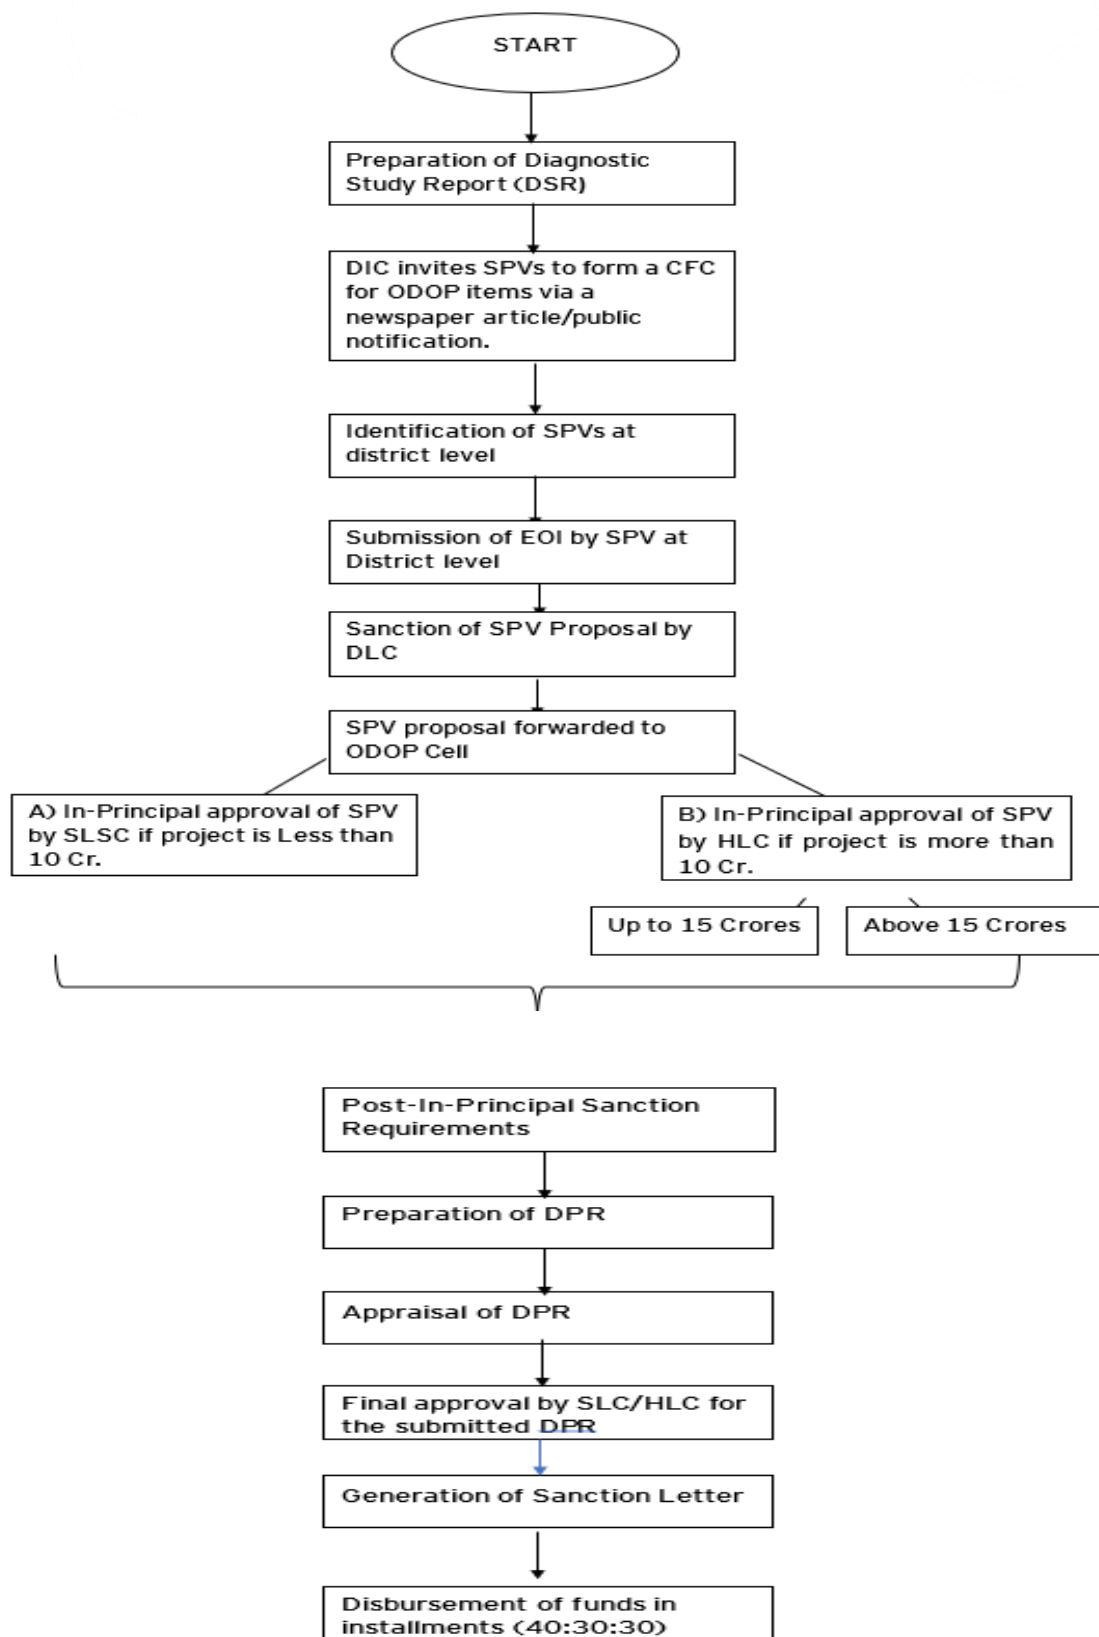 START
Preparation of Diagnostic
Study Report (DSR)
DIC invites SPVs to form a CFC
for ODOP items via a
newspaper article/public
notification.
Identification of SPVs at
district level
Submission of EOI by SPV at
District level
Sanction of SPV Proposal by
DLC
SPV proposal forwarded to
ODOP Cell
A) In-Principal approval of SPV
by SLSC if project is Less than
10 Cr.
B) In-Principal approval of SPV
by HLC if project is more than
10 Cr.
Up to 15 Crores
Above 15 Crores
Post-In-Principal Sanction
Requirements
Preparation of DPR
Appraisal of DPR
Final approval by SLC/HLC for
the submitted DPR
Generation of Sanction Letter
Disbursement of funds in
installments (40:30:30)